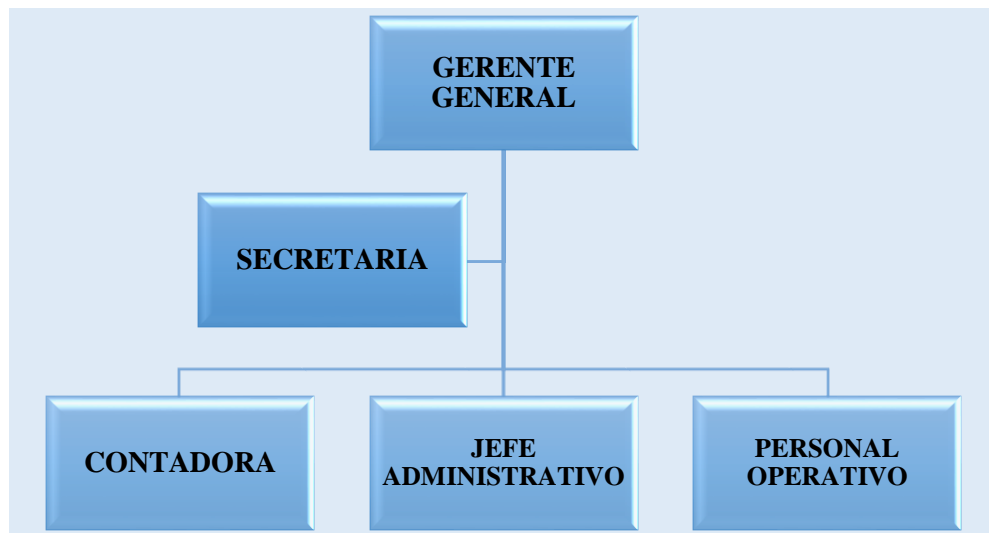 GERENTE
GENERAL
SECRETARIA
CONTADORA
JEFE
ADMINISTRATIVO
PERSONAL
OPERATIVO